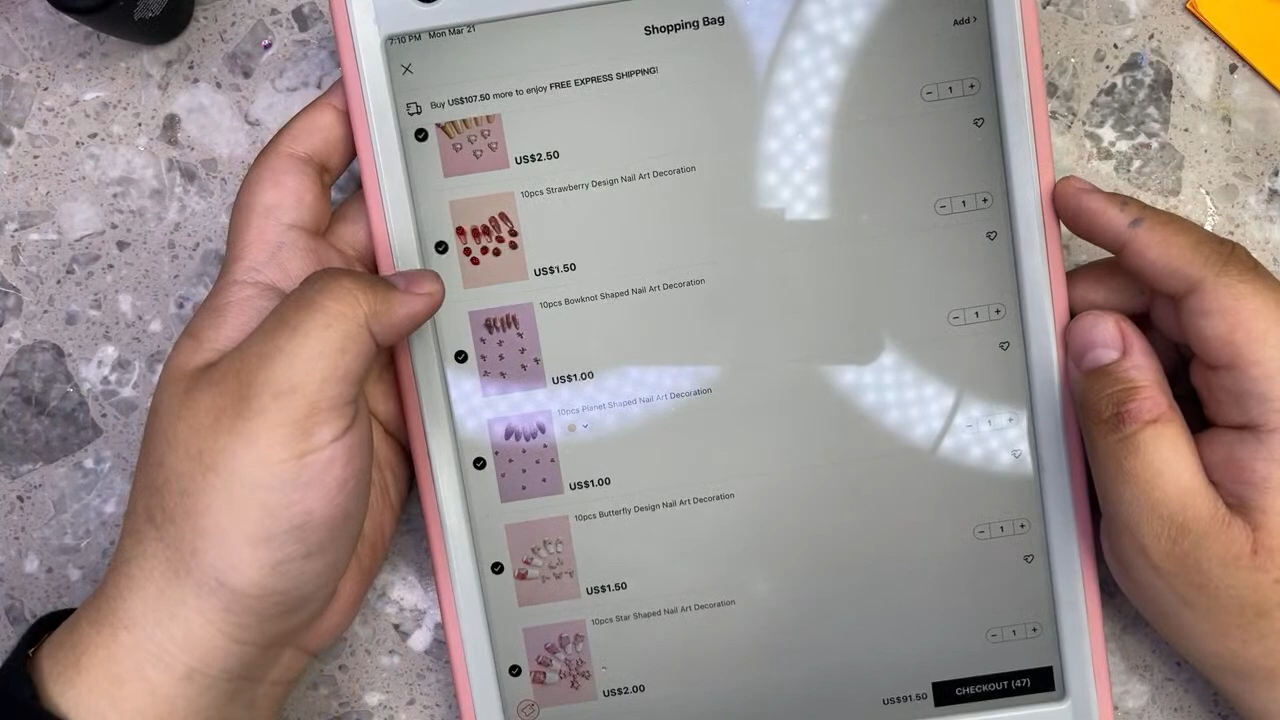 7:10 PM Mon Mar 21
Shopping Bag
Add >
Buy US$107.50 more to enjoy FREE EXPRESS SHIPPING!
1
US$2.50
10pcs Strawberry Design Nail Art Decoration
1
US$1.50
10pcs Bowknot Shaped Nail Art Decoration
1
US$1.00
10pcs Planet Shaped Nail Art Decoration
1
US$1.00
10pcs Butterfly Design Nail Art Decoration
1
US$1.50
10pcs Star Shaped Nail Art Decoration
1
US$2.00
US$91.50
CHECKOUT (47)